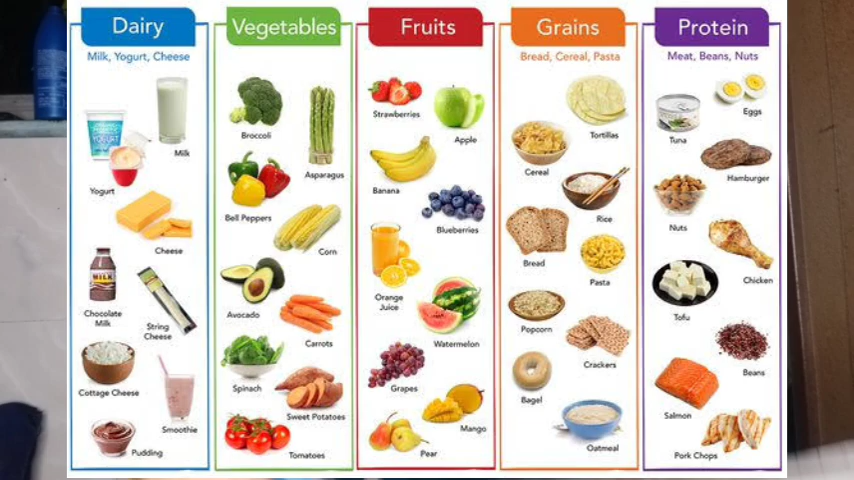 Dairy
Milk, Yogurt, Cheese
Milk
Yogurt
Cheese
Chocolate
Milk
String
Cheese
Cottage Cheese
Smoothie
Pudding
Vegetables
Broccoli
Asparagus
Bell Peppers
Corn
Avocado
Carrots
Spinach
Sweet Potatoes
Tomatoes
Fruits
Strawberries
Apple
Banana
Blueberries
Orange
Juice
Watermelon
Grapes
Mango
Pear
Grains
Bread, Cereal, Pasta
Tortillas
Cereal
Rice
Bread
Pasta
Popcorn
Crackers
Bagel
Oatmeal
Protein
Meat, Beans, Nuts
Eggs
Tuna
Hamburger
Nuts
Chicken
Tofu
Beans
Salmon
Pork Chops
YOGURT
MILK